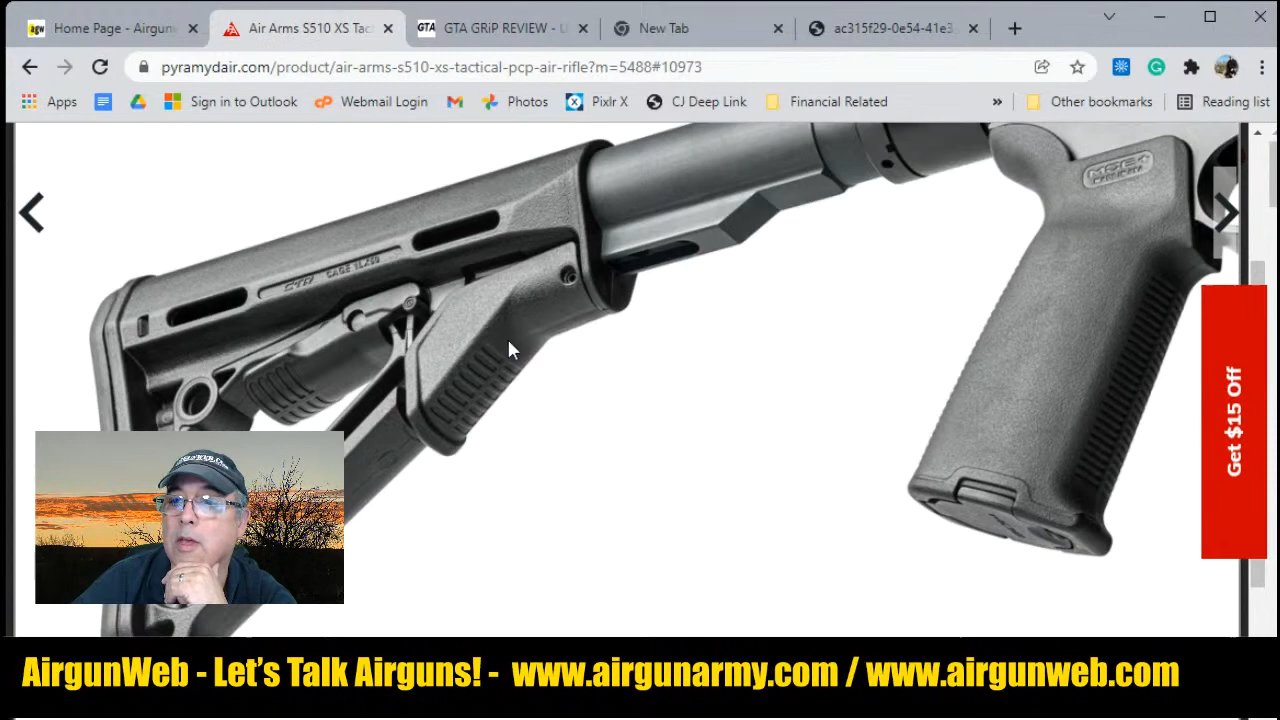 Home Page - Airgun
Air Arms S510 XS Tact
GTA GRiP REVIEW - U
New Tab
ac315f29-0e54-41e3
pyramydair.com/product/air-arms-s510-xs-tactical-pcp-air-rifle?m=5488#10973
Apps
Sign in to Outlook
Webmail Login
Photos
Pixlr X
CJ Deep Link
Financial Related
»
Other bookmarks
Reading list
CTR
Get $15 Off
AirgunWeb - Let's Talk Airguns! - www.airgunarmy.com / www.airgunweb.com